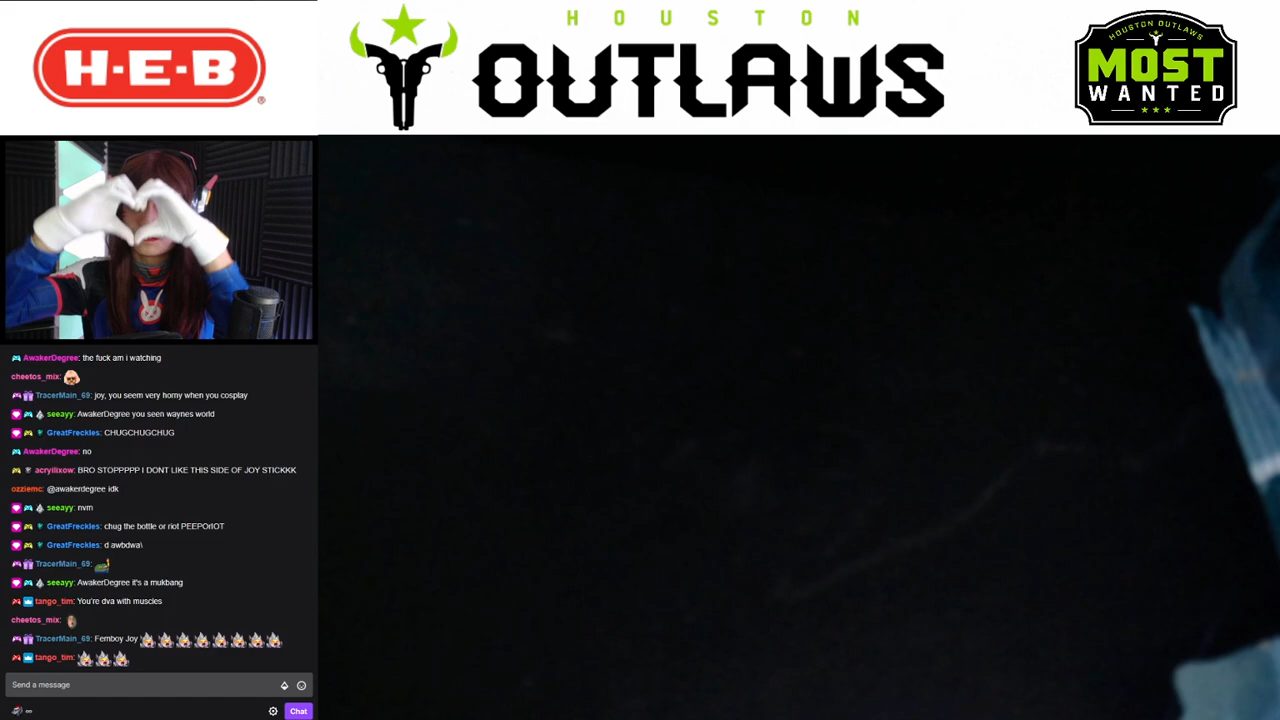 H-E-B
®
HOUSTON
OUTLAWS
HOUSTON OUTLAWS
MOST
WANTED
AwakerDegree: the fuck am i watching
cheetos_mix:
TracerMain_69: joy, you seem very horny when you cosplay
seeayy: AwakerDegree you seen waynes world
GreatFreckles: CHUGCHUGCHUG
AwakerDegree: no
acryilixow: BRO STOPPPPP I DONT LIKE THIS SIDE OF JOY STICKKK
ozziemc: @awakerdegree idk
seeayy: nvm
GreatFreckles: chug the bottle or riot PEEPOrIOT
GreatFreckles: d awbdwa\
TracerMain_69:
seeayy: AwakerDegree it's a mukbang
tango_tim: You're dva with muscles
cheetos_mix:
TracerMain_69: Femboy Joy
tango_tim:
Send a message
∞
Chat